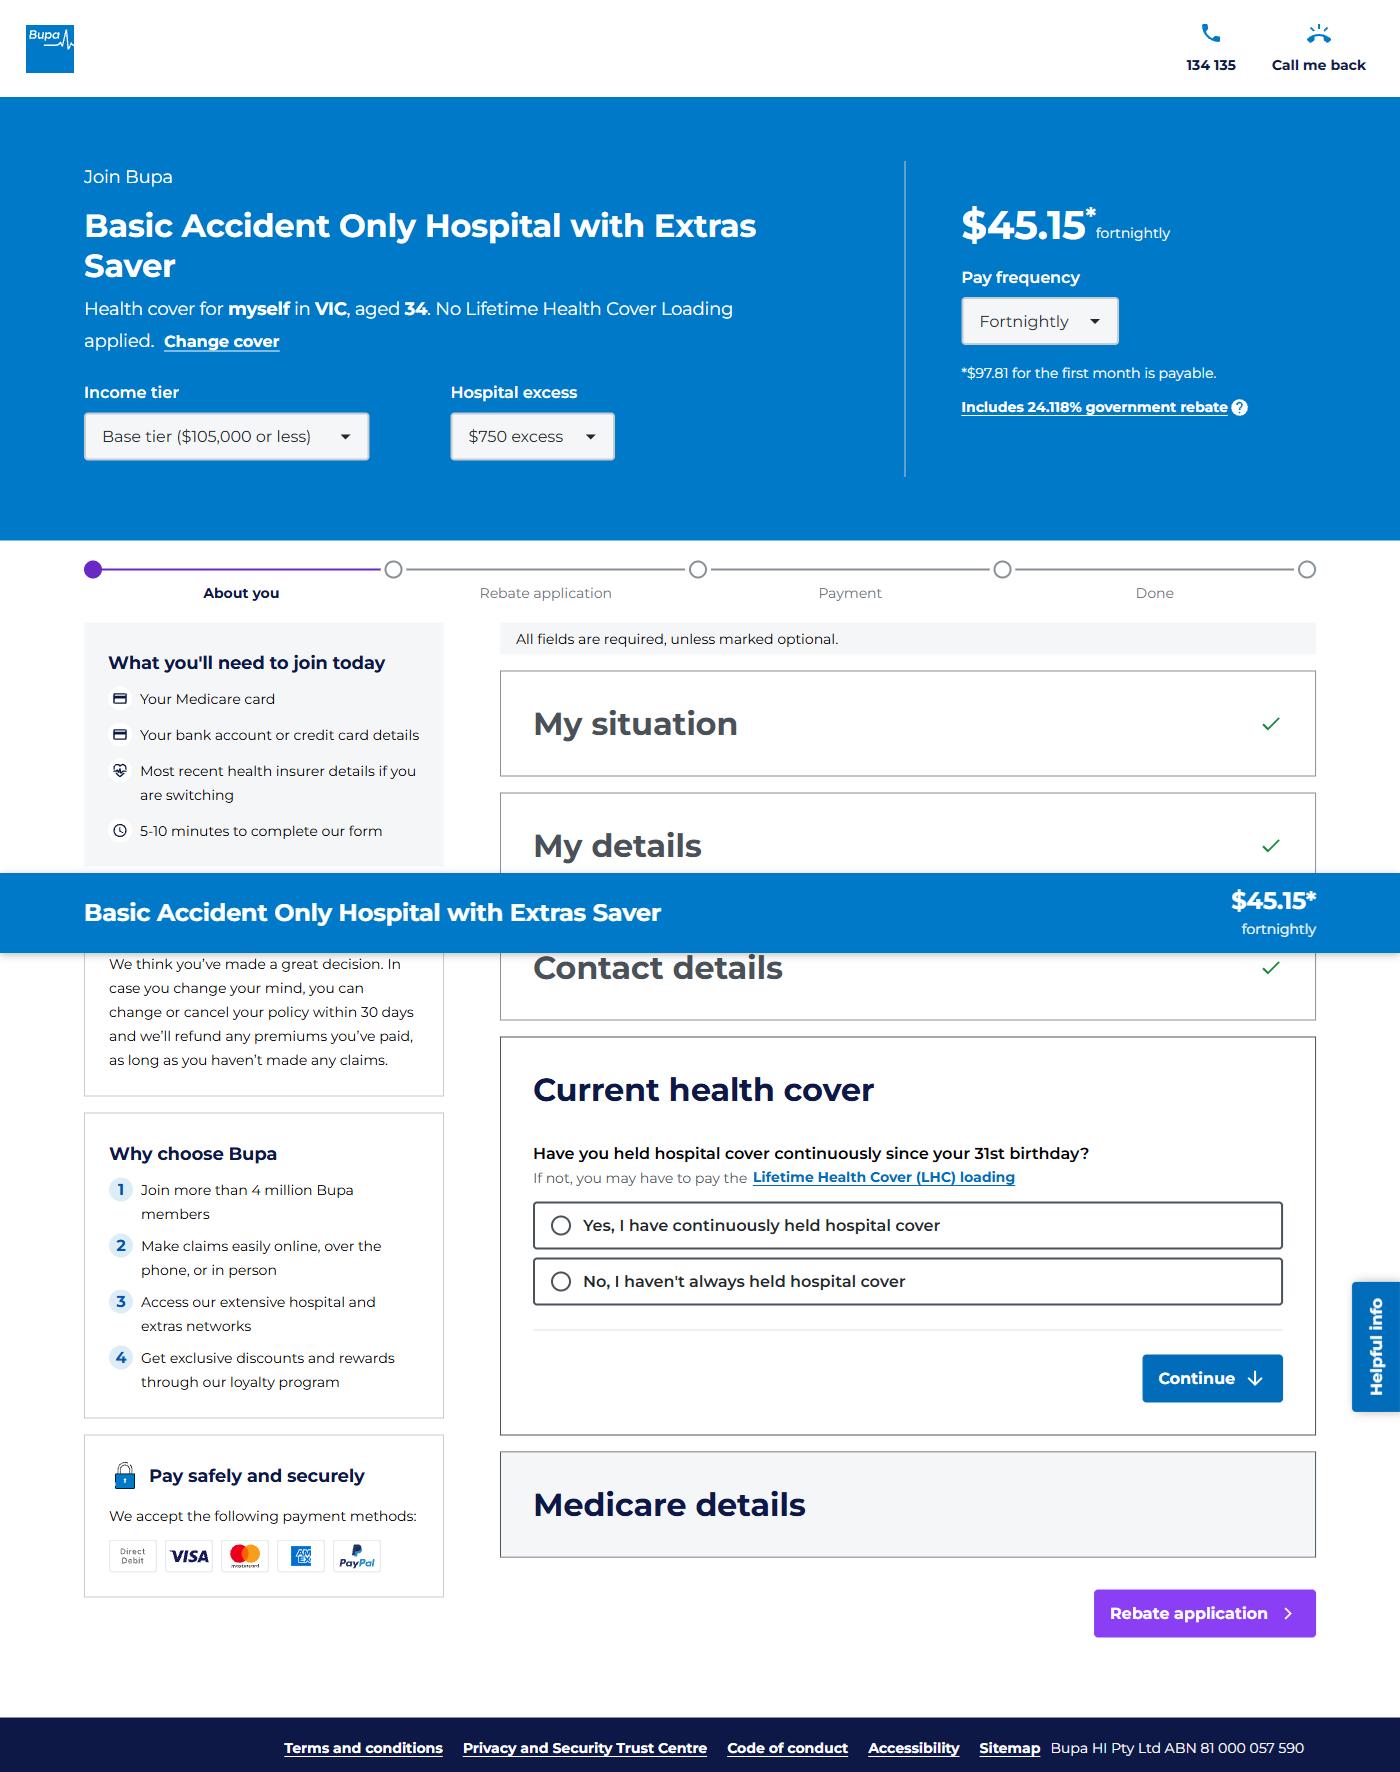 Bupa
134 135
Call me back
Join Bupa
Basic Accident Only Hospital with Extras
Saver
Health cover for myself in VIC, aged 34. No Lifetime Health Cover Loading
applied. Change cover
Income tier
Hospital excess
Base tier ($105,000 or less)
$750 excess
$45.15* fortnightly
Pay frequency
Fortnightly
*$97.81 for the first month is payable.
Includes 24.118% government rebate ?
About you
Rebate application
Payment
Done
What you'll need to join today
Your Medicare card
Your bank account or credit card details
Most recent health insurer details if you
are switching
5-10 minutes to complete our form
All fields are required, unless marked optional.
My situation
My details
Basic Accident Only Hospital with Extras Saver
$45.15*
fortnightly
We think you've made a great decision. In
case you change your mind, you can
change or cancel your policy within 30 days
and we'll refund any premiums you've paid,
as long as you haven't made any claims.
Why choose Bupa
1 Join more than 4 million Bupa
members
2 Make claims easily online, over the
phone, or in person
3 Access our extensive hospital and
extras networks
4 Get exclusive discounts and rewards
through our loyalty program
Pay safely and securely
We accept the following payment methods:
Direct
Debit
VISA
mastercard
AM
EX
PayPal
Contact details
Current health cover
Have you held hospital cover continuously since your 31st birthday?
If not, you may have to pay the Lifetime Health Cover (LHC) loading
Yes, I have continuously held hospital cover
No, I haven't always held hospital cover
Continue
Helpful info
Medicare details
Rebate application
Terms and conditions Privacy and Security Trust Centre Code of conduct Accessibility Sitemap Bupa HI Pty Ltd ABN 81 000 057 590